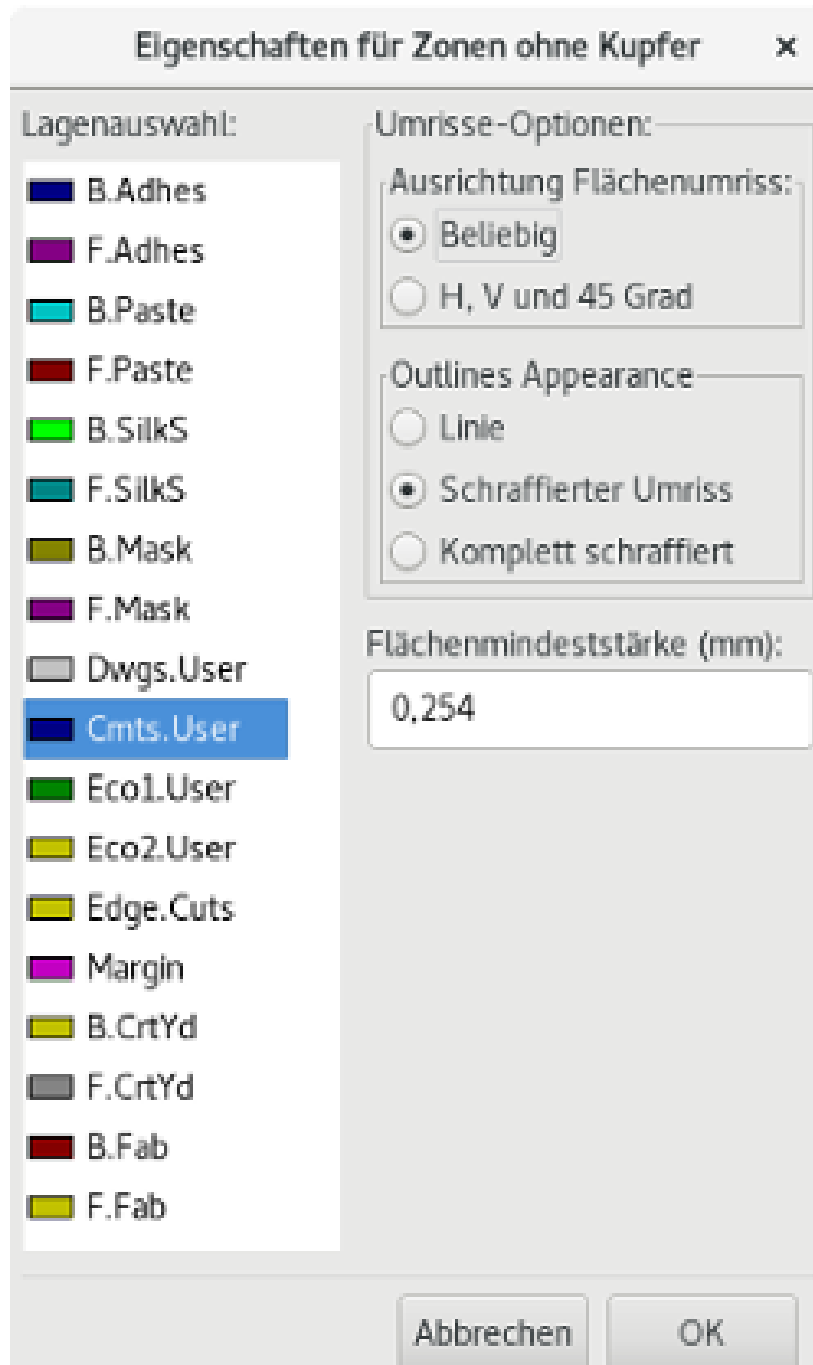 Eigenschaften für Zonen ohne Kupfer
Lagenauswahl:
B.Adhes
F.Adhes
B.Paste
F.Paste
B.SilkS
F.SilkS
B.Mask
F.Mask
Dwgs.User
Cmts.User
Eco1.User
Eco2.User
Edge.Cuts
Margin
B.CrtYd
F.CrtYd
B.Fab
F.Fab
Umrisse-Optionen:
Ausrichtung Flächenumriss:
Beliebig
H, V und 45 Grad
Outlines Appearance
Linie
Schraffierter Umriss
Komplett schraffiert
Flächenmindeststärke (mm):
0,254
Abbrechen
OK